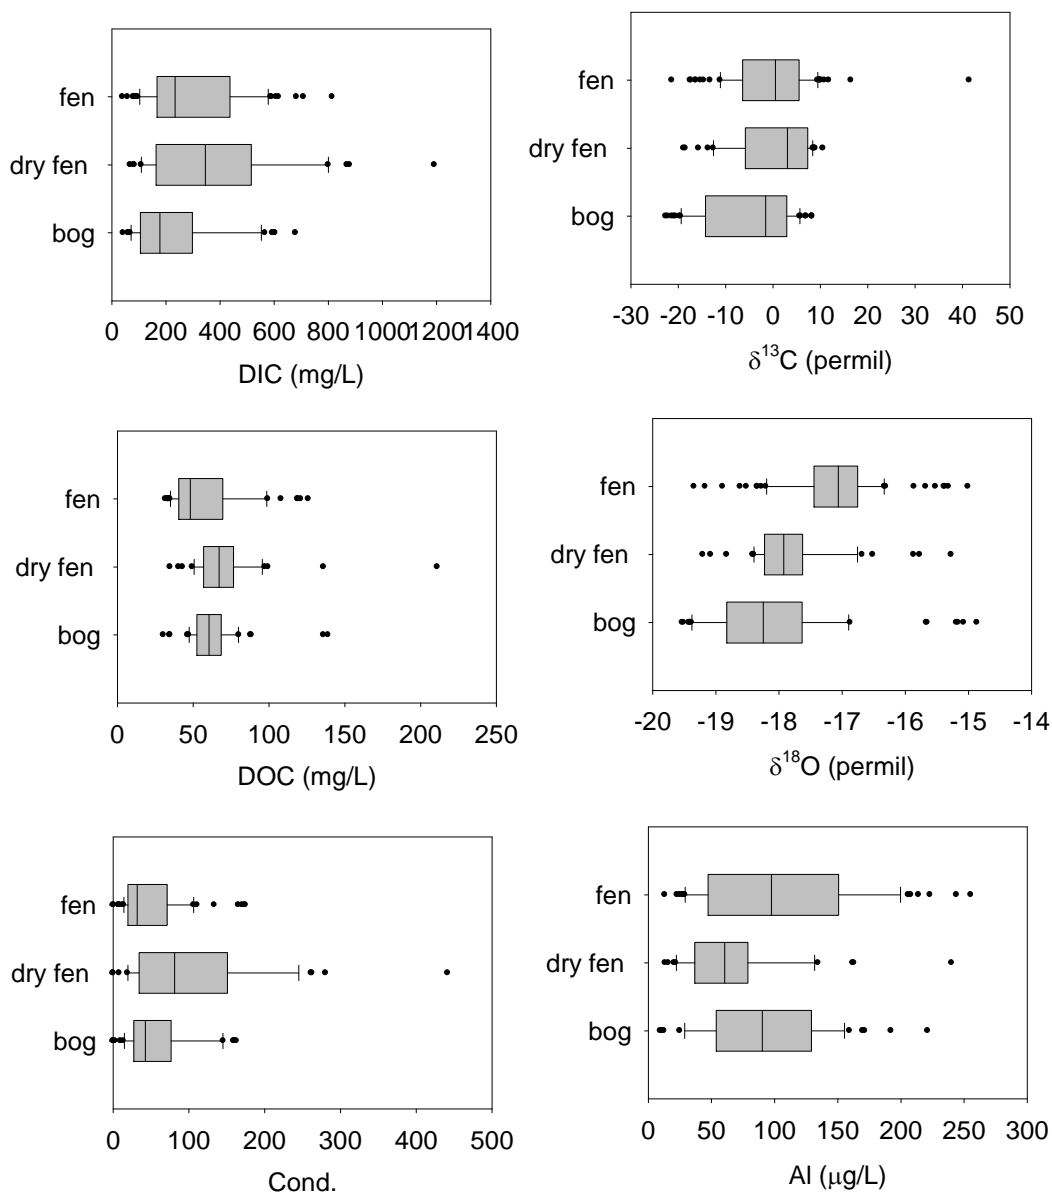 fen
dry fen
bog
0 200 400 600 800 1000 1200 1400
DIC (mg/L)
fen
dry fen
bog
-30 -20 -10 0 10 20 30 40 50
δ13C (permil)
fen
dry fen
bog
0 50 100 150 200 250
DOC (mg/L)
fen
dry fen
bog
-20 -19 -18 -17 -16 -15 -14
δ18O (permil)
fen
dry fen
bog
0 100 200 300 400 500
Cond.
fen
dry fen
bog
0 50 100 150 200 250 300
Al (μg/L)